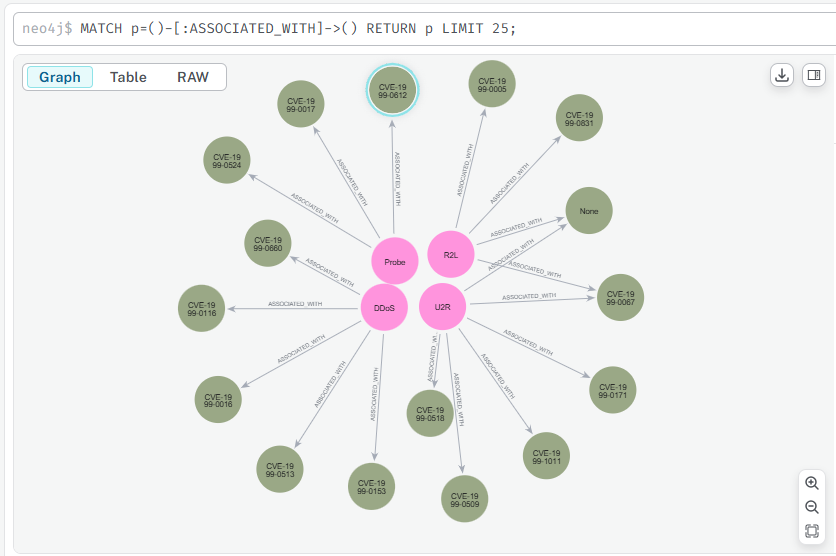 neo4j$ MATCH p=()-[:ASSOCIATED_WITH]->() RETURN p LIMIT 25;
Graph
Table
RAW
CVE-19
99-0612
CVE-19
99-0005
CVE-19
99-0017
CVE-19
99-0831
CVE-19
99-0524
ASSOCIATED_WITH
ASSOCIATED_WITH
ASSOCIATED_WITH
ASSOCIATED_WITH
ASSOCIATED_WITH
None
CVE-19
99-0660
ASSOCIATED_WITH
ASSOCIATED_WITH
Probe
R2L
ASSOCIATED_WITH
ASSOCIATED_WITH
CVE-19
99-0116
ASSOCIATED_WITH
DDoS
U2R
ASSOCIATED_WITH
CVE-19
99-0067
ASSOCIATED_WITH
ASSOCIATED_WITH
ASSOCIATED_WITH
ASSOCIATED_WI...
ASSOCIATED_WITH
ASSOCIATED_WITH
ASSOCIATED_WITH
CVE-19
99-0171
CVE-19
99-0016
ASSOCIATED_WITH
CVE-19
99-0518
CVE-19
99-1011
CVE-19
99-0513
CVE-19
99-0153
CVE-19
99-0509